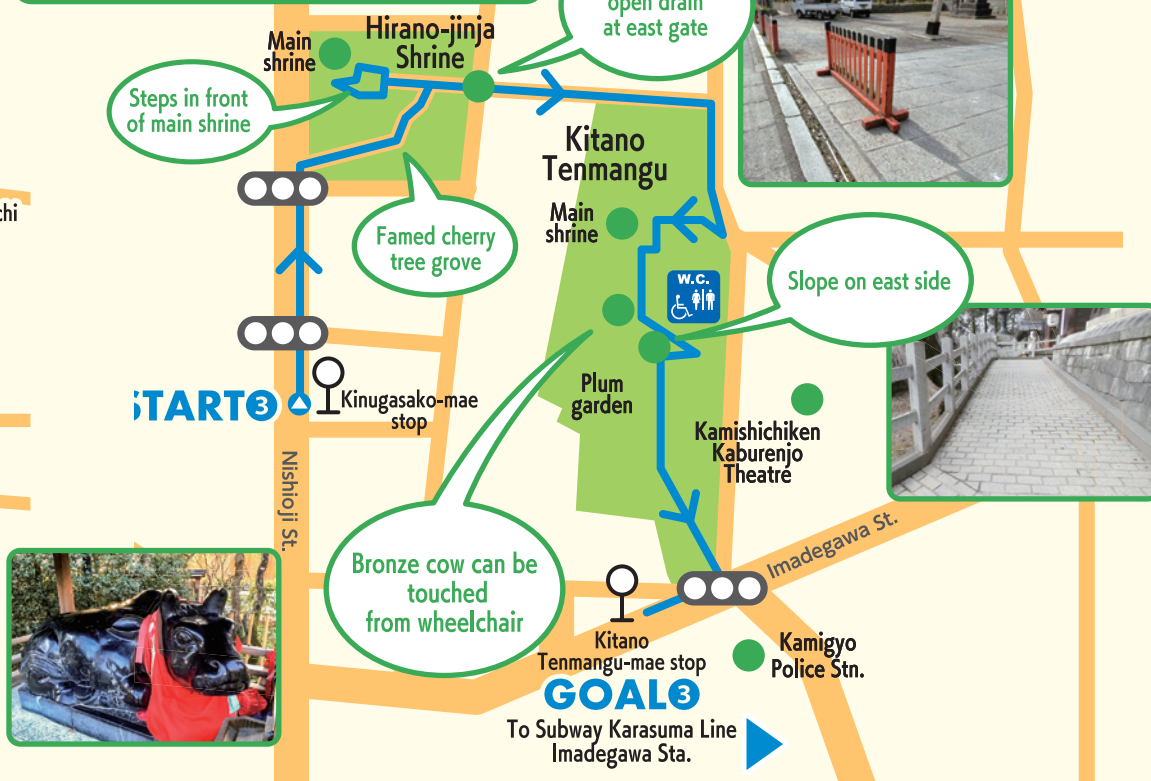 open drain
at east gate
Hirano-jinja
Shrine
Main
shrine
Steps in front
of main shrine
Kitano
Tenmangu
Main
shrine
Famed cherry
tree grove
W.C.
Slope on east side
START3
Kinugasako-mae
stop
Plum
garden
Kamishichiken
Kaburenjo
Theatre
Nishioji St.
Imadegawa St.
Bronze cow can be
touched
from wheelchair
Kitano
Tenmangu-mae stop
Kamigyo
Police Stn.
GOAL3
To Subway Karasuma Line
Imadegawa Sta.